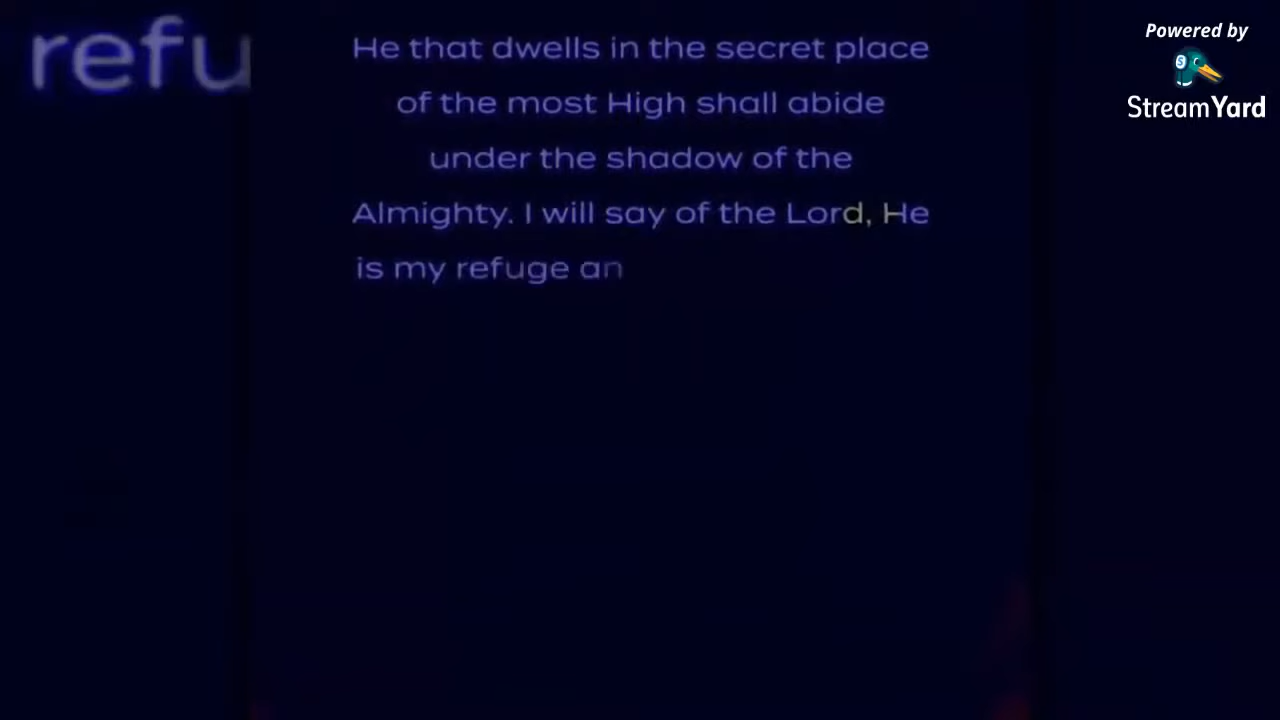 refu
He that dwells in the secret place
of the most High shall abide
under the shadow of the
Almighty. I will say of the Lord, He
is my refuge an
Powered by
StreamYard